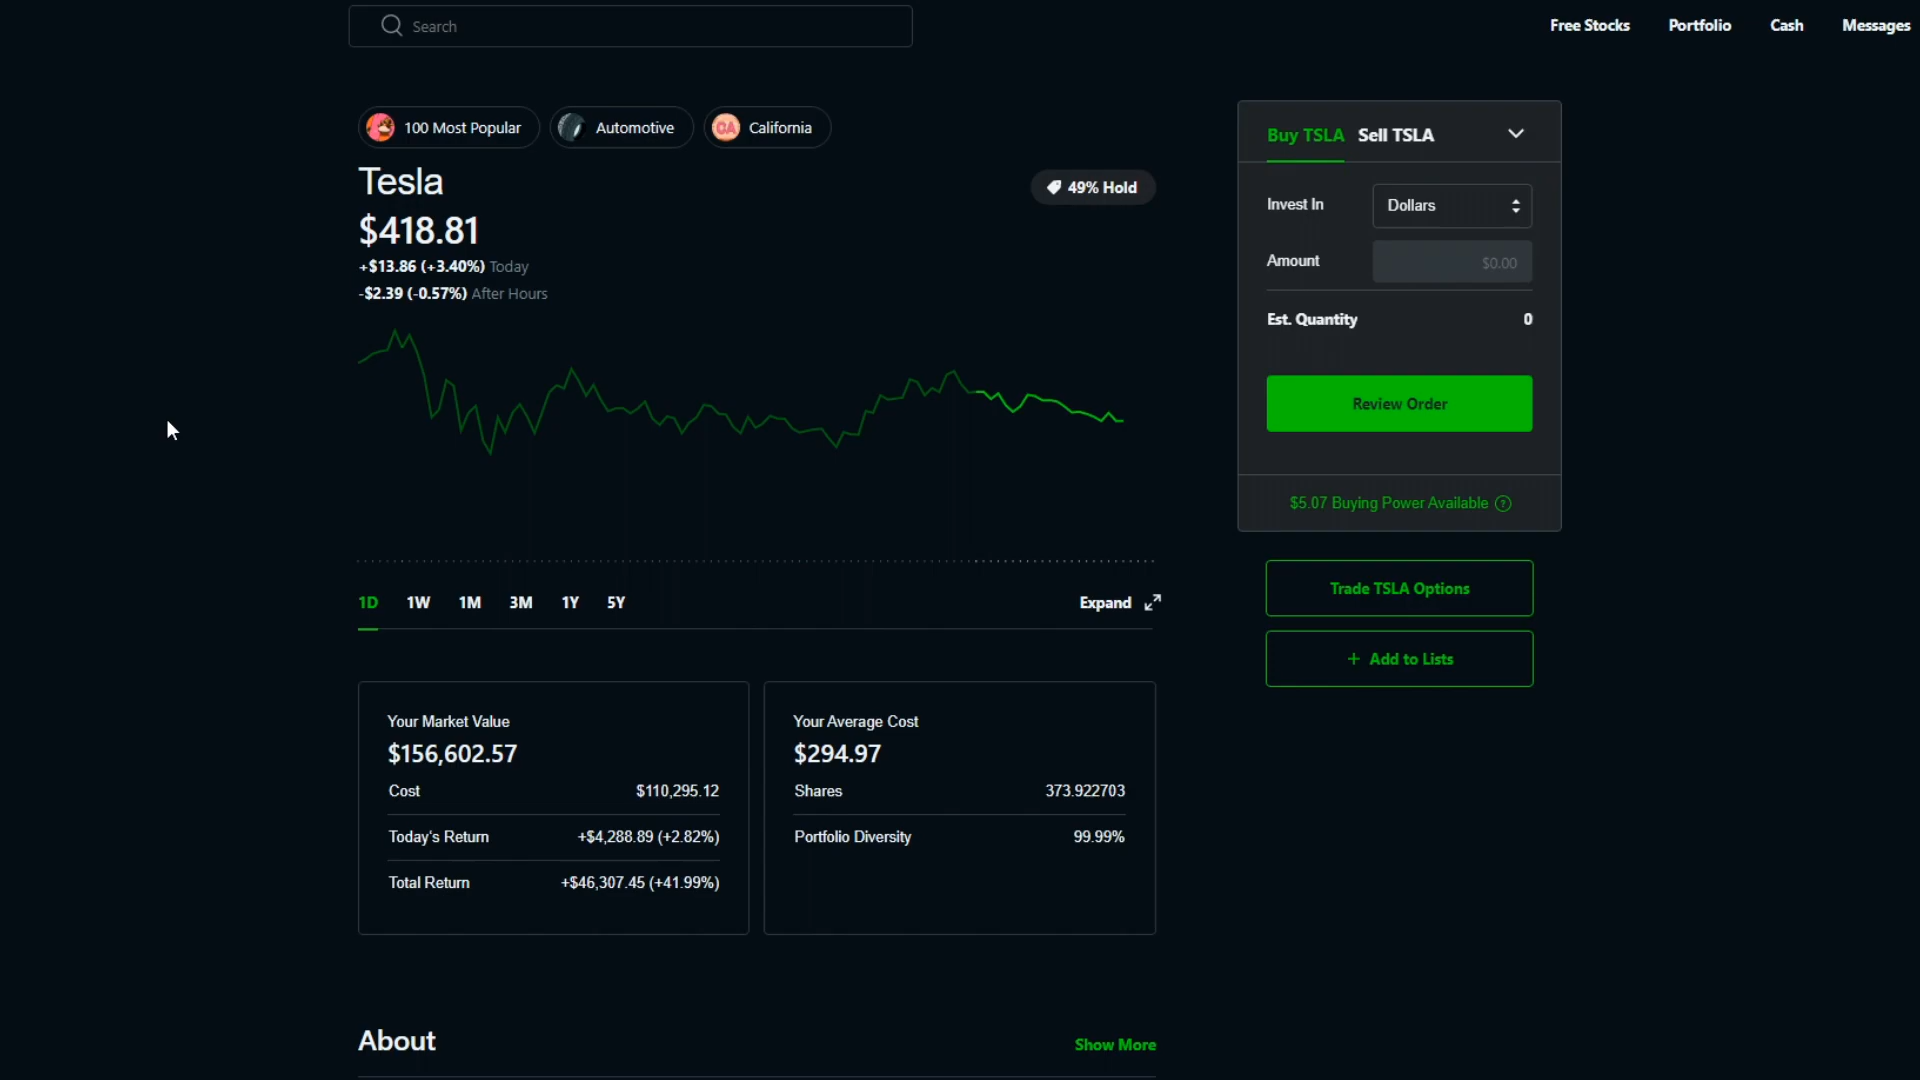 Search
Free Stocks
Portfolio
Cash
Messages
100 Most Popular
Automotive
CA
California
Tesla
49% Hold
$418.81
+$13.86 (+3.40%) Today
-$2.39 (-0.57%) After Hours
1D
1W
1M
3M
1Y
5Y
Expand
Your Market Value
$156,602.57
Cost $110,295.12
Today's Return +$4,288.89 (+2.82%)
Total Return +$46,307.45 (+41.99%)
Your Average Cost
$294.97
Shares 373.922703
Portfolio Diversity 99.99%
About
Show More
Buy TSLA
Sell TSLA
Invest In Dollars
Amount $0.00
Est. Quantity 0
Review Order
$5.07 Buying Power Available ?
Trade TSLA Options
+ Add to Lists